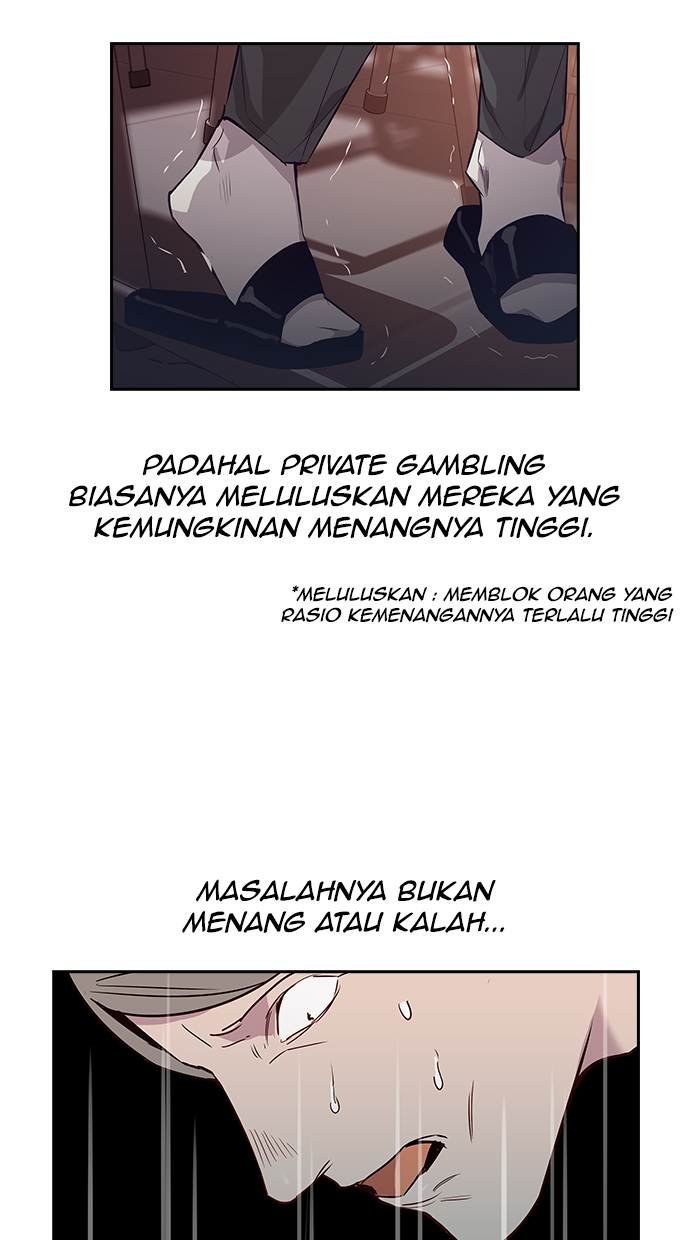 PADAHAL PRIVATE GAMBLING
BIASANYA MELULUSKAN MEREKA YANG
KEMUNGKINAN MENANGNYA TINGGI.
*MELULUSKAN : MEMBLOK ORANG YANG
RASIO KEMENANGANNYA TERLALU TINGGI
MASALAHNYA BUKAN
MENANG ATAU KALAH...